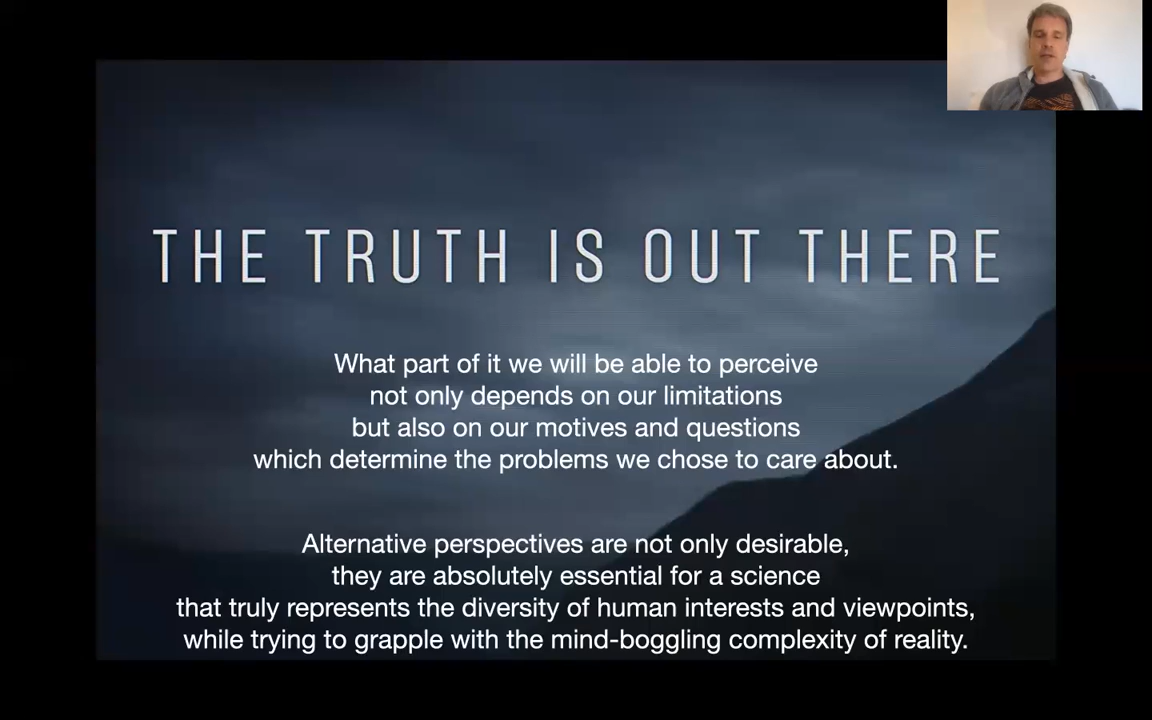 THE TRUTH IS OUT THERE
What part of it we will be able to perceive
not only depends on our limitations
but also on our motives and questions
which determine the problems we chose to care about.
Alternative perspectives are not only desirable,
they are absolutely essential for a science
that truly represents the diversity of human interests and viewpoints,
while trying to grapple with the mind-boggling complexity of reality.